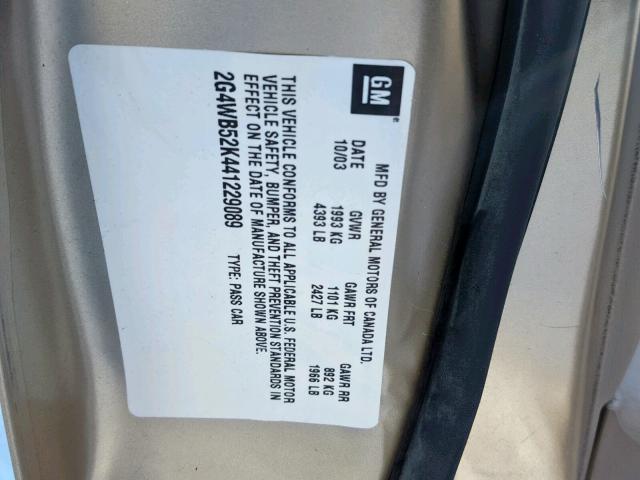 GM
MFD BY GENERAL MOTORS OF CANADA LTD.
DATE GVWR GAWR FRT GAWR RR
10/03 1993 KG 1101 KG 892 KG
4393 LB 2427 LB 1966 LB
THIS VEHICLE CONFORMS TO ALL APPLICABLE U.S. FEDERAL MOTOR
VEHICLE SAFETY, BUMPER, AND THEFT PREVENTION STANDARDS IN
EFFECT ON THE DATE OF MANUFACTURE SHOWN ABOVE.
2G4WB52K441229089 TYPE: PASS CAR